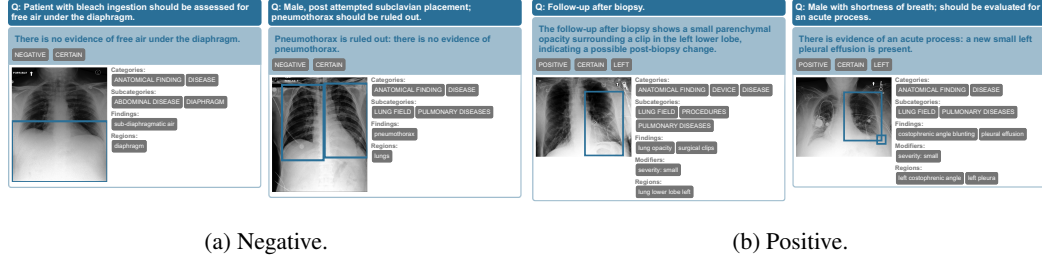 Q: Patient with bleach ingestion should be assessed for
free air under the diaphragm.
There is no evidence of free air under the diaphragm.
NEGATIVE CERTAIN
Categories:
ANATOMICAL FINDING DISEASE
Subcategories:
ABDOMINAL DISEASE DIAPHRAGM
Findings:
sub-diaphragmatic air
Regions:
diaphragm
Q: Male, post attempted subclavian placement;
pneumothorax should be ruled out.
Pneumothorax is ruled out: there is no evidence of
pneumothorax.
NEGATIVE CERTAIN
Categories:
ANATOMICAL FINDING DISEASE
Subcategories:
LUNG FIELD PULMONARY DISEASES
Findings:
pneumothorax
Regions:
lungs
(a) Negative.
Q: Follow-up after biopsy.
The follow-up after biopsy shows a small parenchymal
opacity surrounding a clip in the left lower lobe,
indicating a possible post-biopsy change.
POSITIVE CERTAIN LEFT
Categories:
ANATOMICAL FINDING DEVICE DISEASE
Subcategories:
LUNG FIELD PROCEDURES
PULMONARY DISEASES
Findings:
lung opacity surgical clips
Modifiers:
severity: small
Regions:
lung lower lobe left
Q: Male with shortness of breath; should be evaluated for
an acute process.
There is evidence of an acute process: a new small left
pleural effusion is present.
POSITIVE CERTAIN LEFT
Categories:
ANATOMICAL FINDING DISEASE
Subcategories:
LUNG FIELD PULMONARY DISEASES
Findings:
costophrenic angle blunting pleural effusion
Modifiers:
severity: small
Regions:
left costophrenic angle left pleura
(b) Positive.